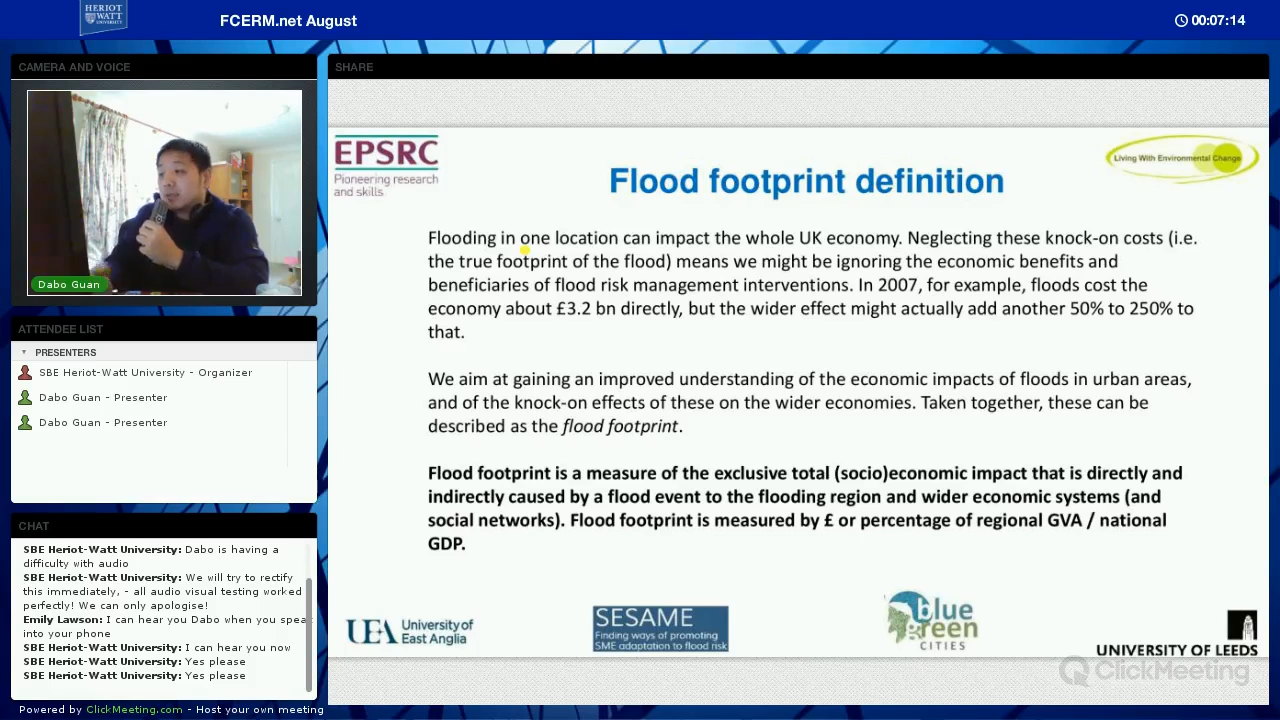 HERIOT
WATT
UNIVERSITY
FCERM.net August
00:07:14
CAMERA AND VOICE
Dabo Guan
ATTENDEE LIST
PRESENTERS
SBE Heriot-Watt University - Organizer
Dabo Guan - Presenter
Dabo Guan - Presenter
CHAT
SBE Heriot-Watt University: Dabo is having a
difficulty with audio
SBE Heriot-Watt University: We will try to rectify
this immediately, - all audio visual testing worked
perfectly! We can only apologise!
Emily Lawson: I can hear you Dabo when you speak
into your phone
SBE Heriot-Watt University: I can hear you now
SBE Heriot-Watt University: Yes please
SBE Heriot-Watt University: Yes please
Powered by ClickMeeting.com - Host your own meeting
SHARE
EPSRC
Pioneering research
and skills
Flood footprint definition
Living With Environmental Change
Flooding in one location can impact the whole UK economy. Neglecting these knock-on costs (i.e.
the true footprint of the flood) means we might be ignoring the economic benefits and
beneficiaries of flood risk management interventions. In 2007, for example, floods cost the
economy about £3.2 bn directly, but the wider effect might actually add another 50% to 250% to
that.
We aim at gaining an improved understanding of the economic impacts of floods in urban areas,
and of the knock-on effects of these on the wider economies. Taken together, these can be
described as the flood footprint.
Flood footprint is a measure of the exclusive total (socio)economic impact that is directly and
indirectly caused by a flood event to the flooding region and wider economic systems (and
social networks). Flood footprint is measured by £ or percentage of regional GVA / national
GDP.
UEA University of
East Anglia
SESAME
Finding ways of promoting
SME adaptation to flood risk
blue
green
CITIES
UNIVERSITY OF LEEDS
ClickMeeting